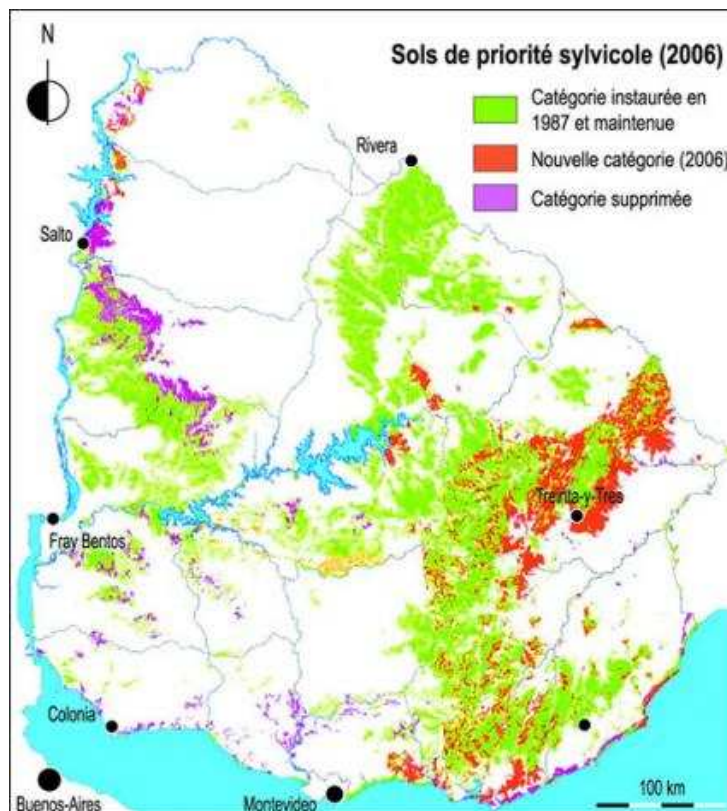 N
Sols de priorité sylvicole (2006)
Catégorie instaurée en
1987 et maintenue
Nouvelle catégorie (2006)
Catégorie supprimée
Rivera
Salto
Treinta-y-Tres
Fray Bentos
Colonia
Buenos-Aires
Montevideo
100 km